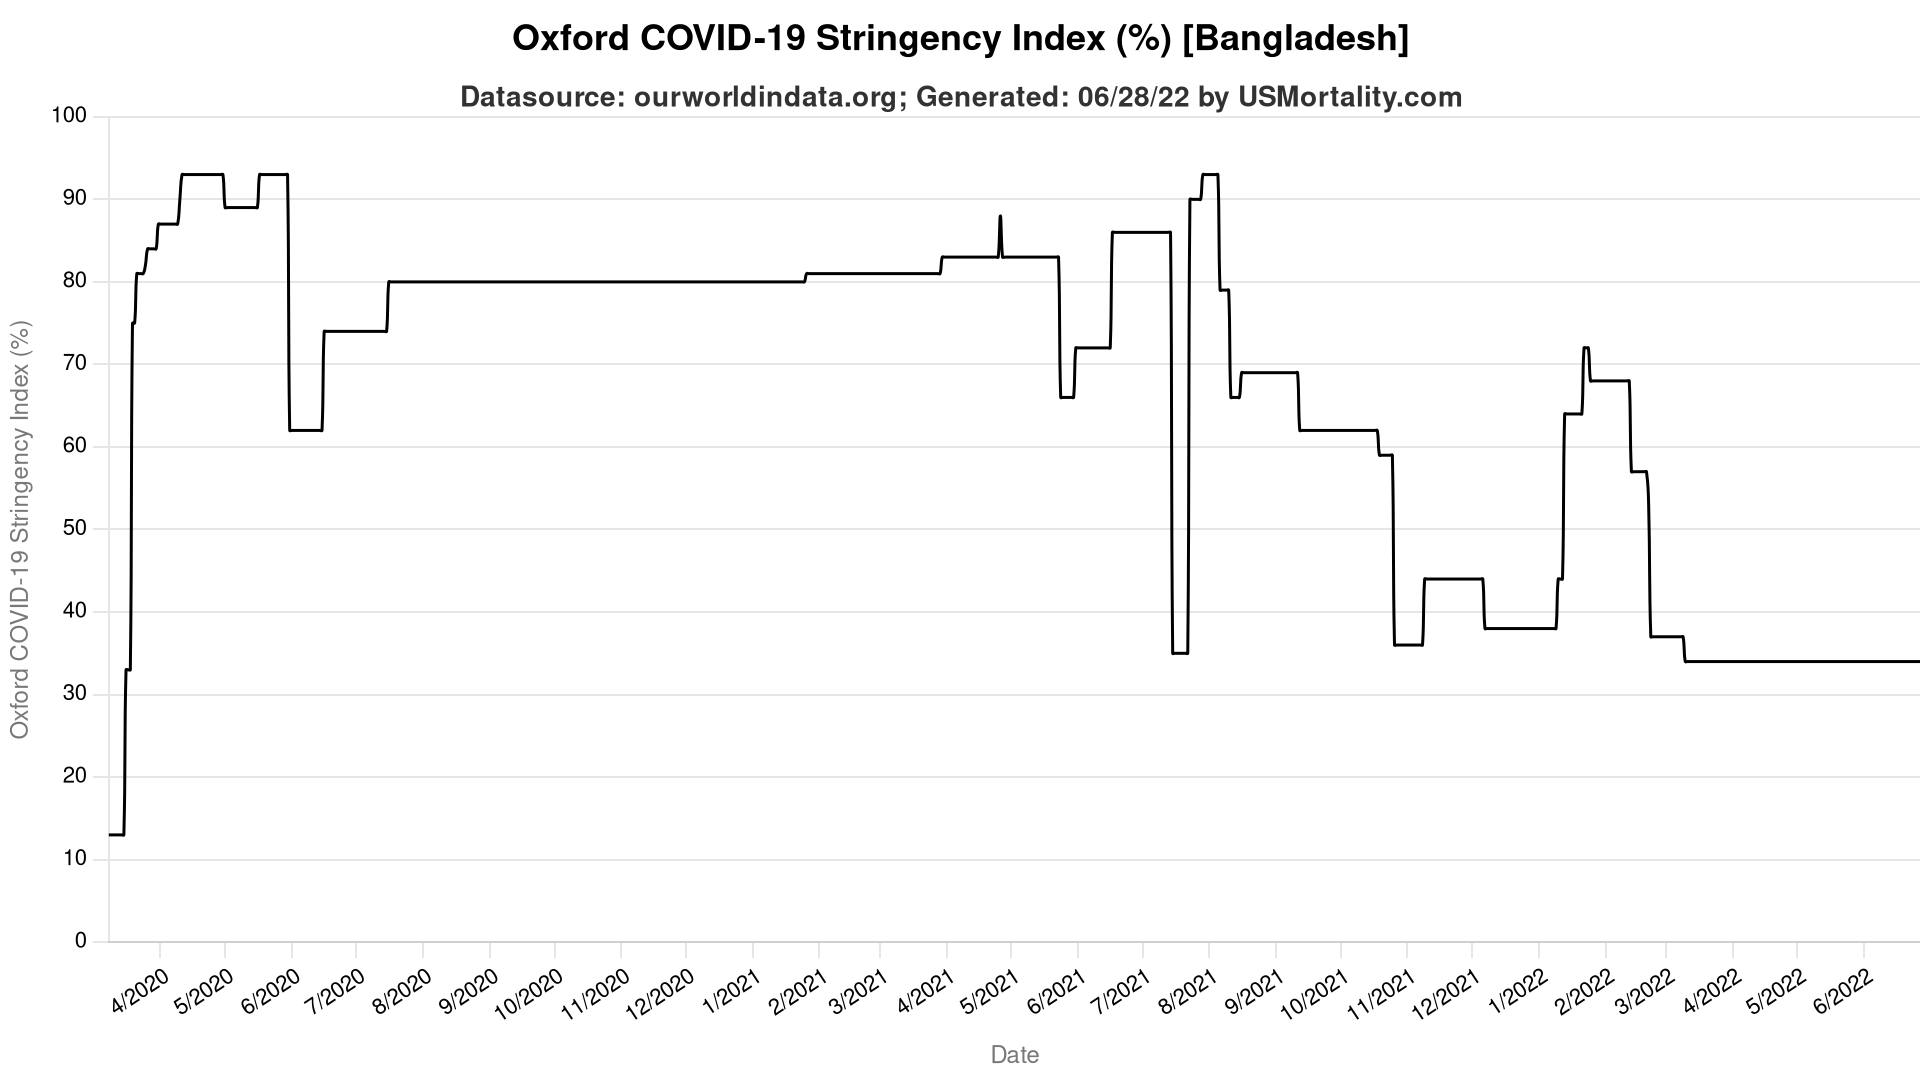 Oxford COVID-19 Stringency Index (%) [Bangladesh]
Datasource: ourworldindata.org; Generated: 06/28/22 by USMortality.com
Oxford COVID-19 Stringency Index (%)
100
90
80
70
60
50
40
30
20
10
0
4/2020 5/2020 6/2020 7/2020 8/2020 9/2020 10/2020 11/2020 12/2020 1/2021 2/2021 3/2021 4/2021 5/2021 6/2021 7/2021 8/2021 9/2021 10/2021 11/2021 12/2021 1/2022 2/2022 3/2022 4/2022 5/2022 6/2022
Date